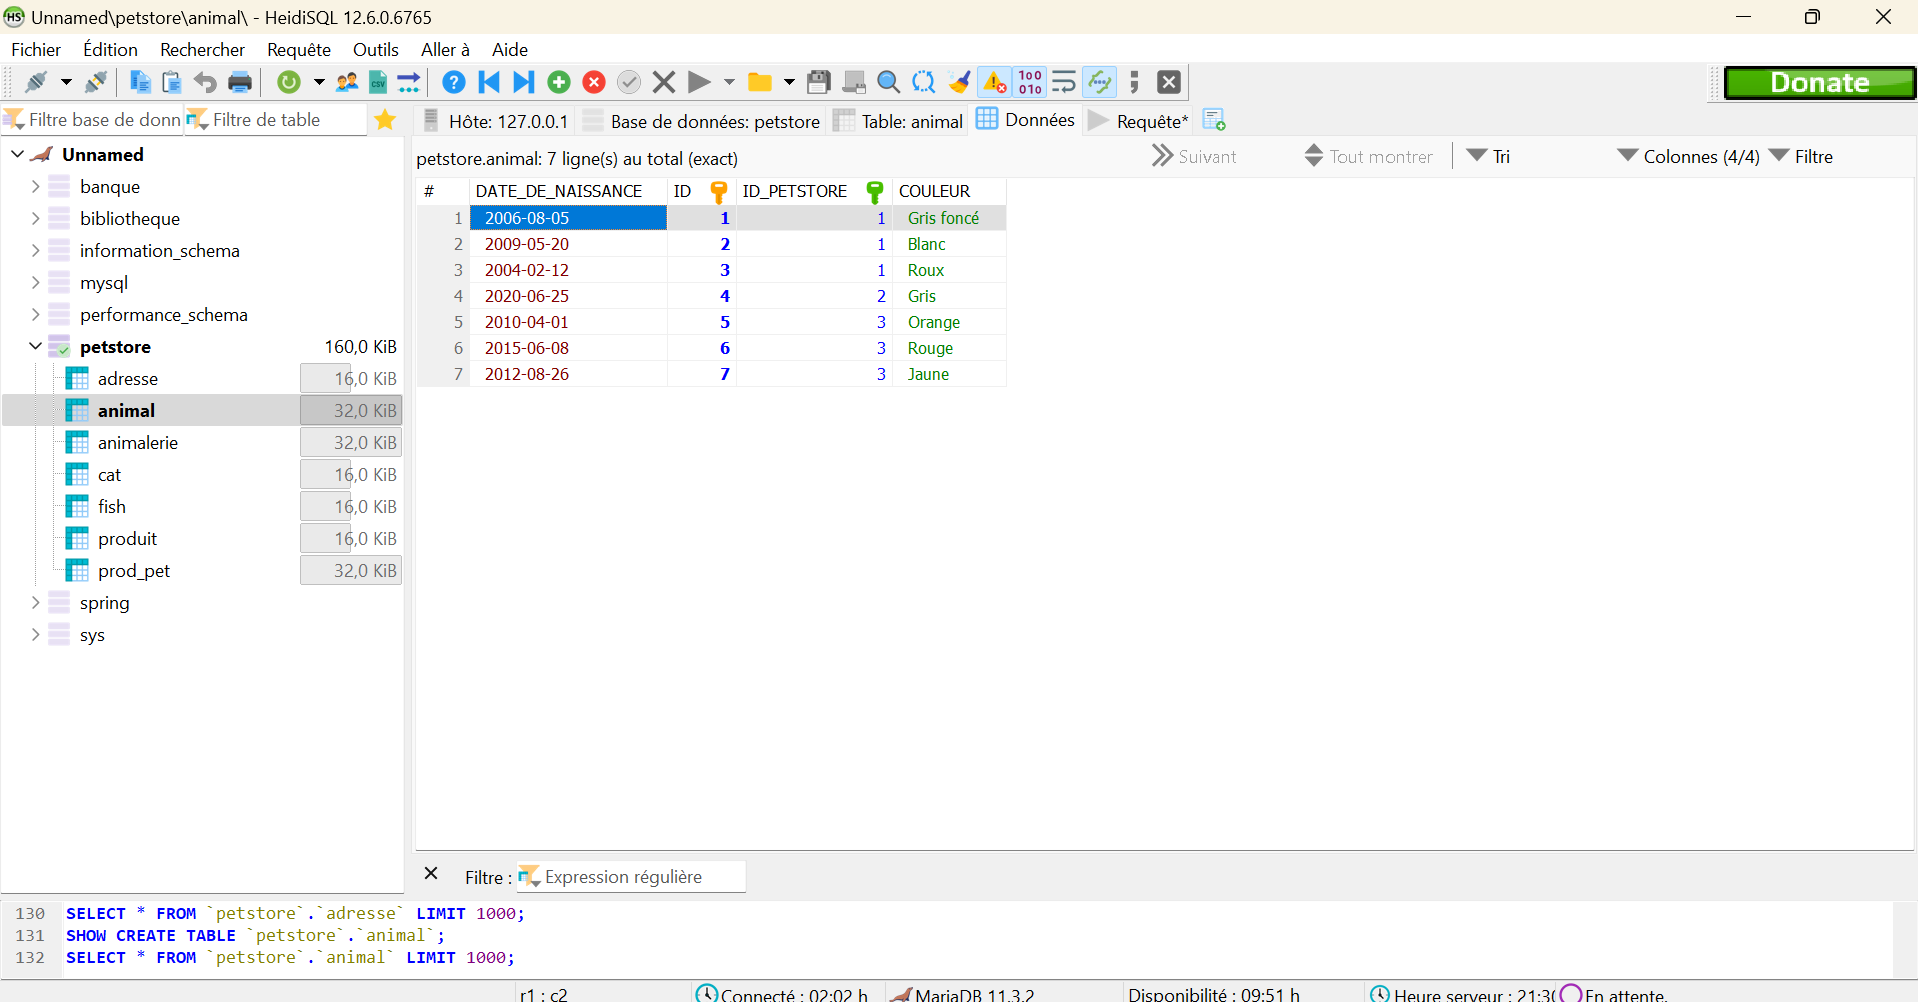 Unnamed\petstore\animal\ - HeidiSQL 12.6.0.6765
Fichier Édition Rechercher Requête Outils Aller à Aide
Donate
Filtre base de donn Filtre de table
Hôte: 127.0.0.1 Base de données: petstore Table: animal Données Requête*
petstore.animal: 7 ligne(s) au total (exact) Suivant Tout montrer Tri Colonnes (4/4) Filtre
Unnamed
banque
bibliotheque
information_schema
mysql
performance_schema
petstore 160,0 KiB
adresse 16,0 KiB
animal 32,0 KiB
animalerie 32,0 KiB
cat 16,0 KiB
fish 16,0 KiB
produit 16,0 KiB
prod_pet 32,0 KiB
spring
sys
# DATE_DE_NAISSANCE ID ID_PETSTORE COULEUR
1 2006-08-05 1 1 Gris foncé
2 2009-05-20 2 1 Blanc
3 2004-02-12 3 1 Roux
4 2020-06-25 4 2 Gris
5 2010-04-01 5 3 Orange
6 2015-06-08 6 3 Rouge
7 2012-08-26 7 3 Jaune
Filtre : Expression régulière
130 SELECT * FROM `petstore`.`adresse` LIMIT 1000;
131 SHOW CREATE TABLE `petstore`.`animal`;
132 SELECT * FROM `petstore`.`animal` LIMIT 1000;
r1 : c2 Connecté : 02:02 h MariaDB 11.3.2 Disponibilité : 09:51 h Heure serveur : 21:3 En attente.